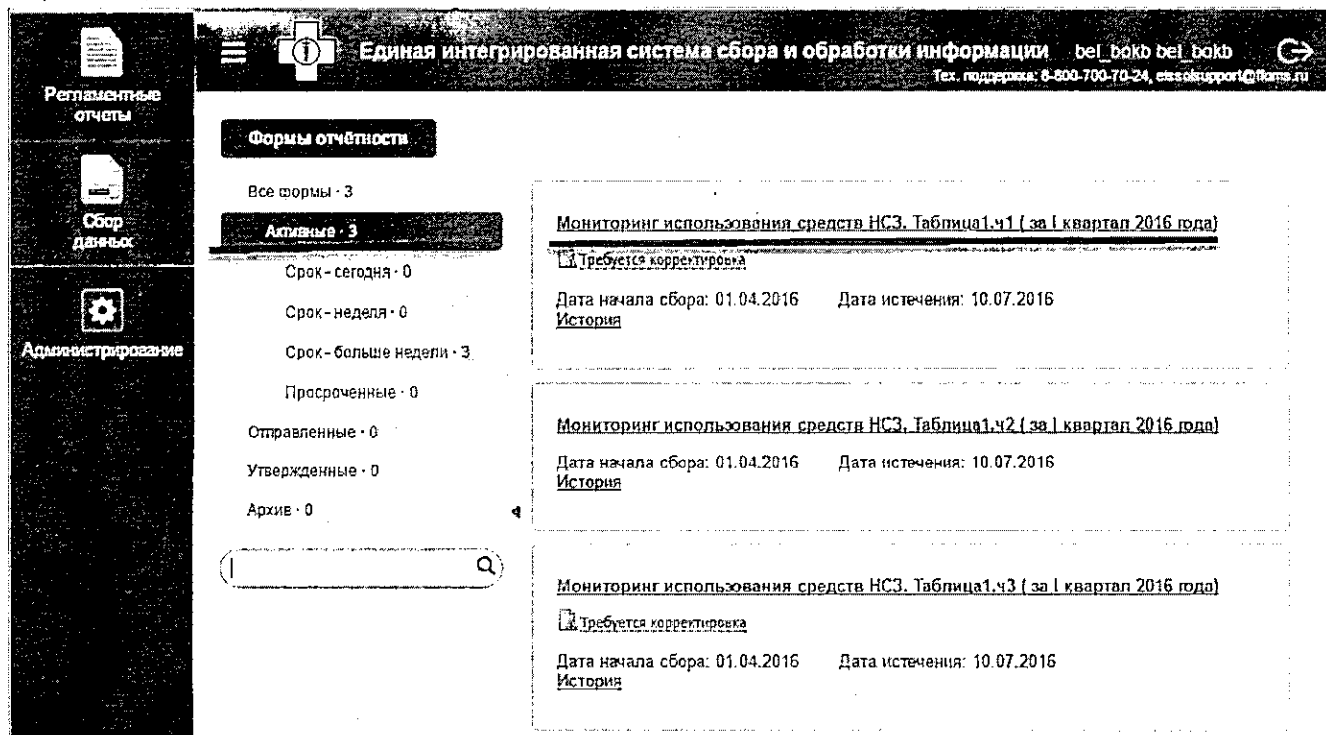 Регламентные
отчеты
Сбор
данных
Администрирование
Единая интегрированная система сбора и обработки информации bel_bokb bel_bokb
Тех. поддержка: 8-800-700-70-24, eissoisupport@ffoms.ru
Формы отчётности
Все формы · 3
Активные · 3
Срок-сегодня · 0
Срок-неделя · 0
Срок-больше недели · 3
Просроченные · 0
Отправленные · 0
Утвержденные · 0
Архив · 0
Мониторинг использования средств НСЗ. Таблица1.ч1 ( за I квартал 2016 года)
Требуется корректировка
Дата начала сбора: 01.04.2016 Дата истечения: 10.07.2016
История
Мониторинг использования средств НСЗ. Таблица1.ч2 ( за I квартал 2016 года)
Дата начала сбора: 01.04.2016 Дата истечения: 10.07.2016
История
Мониторинг использования средств НСЗ. Таблица1.ч3 ( за I квартал 2016 года)
Требуется корректировка
Дата начала сбора: 01.04.2016 Дата истечения: 10.07.2016
История